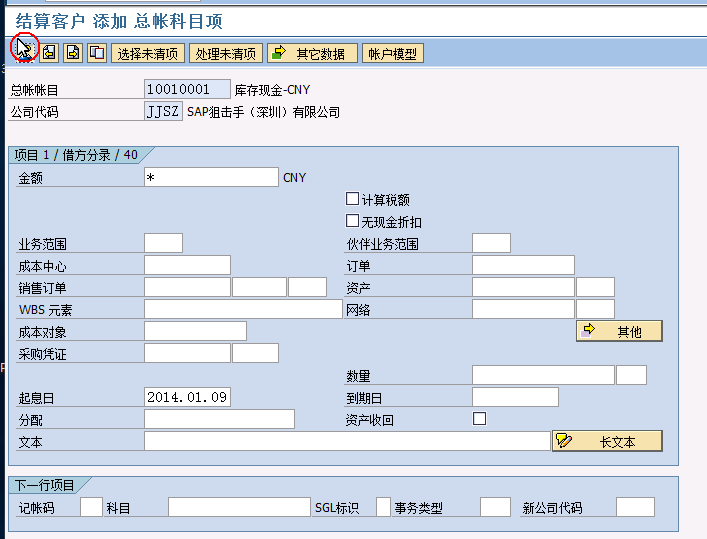 结算客户 添加 总帐科目项
选择未清项 处理未清项 其它数据 帐户模型
总帐帐目 10010001 库存现金-CNY
公司代码 JJSZ SAP狙击手（深圳）有限公司
项目 1 / 借方分录 / 40
金额 * CNY
计算税额
无现金折扣
业务范围 伙伴业务范围
成本中心 订单
销售订单 资产
WBS 元素 网络
成本对象 其他
采购凭证
数量
起息日 2014.01.09 到期日
分配 资产收回
文本 长文本
下一行项目
记帐码 科目 SGL标识 事务类型 新公司代码